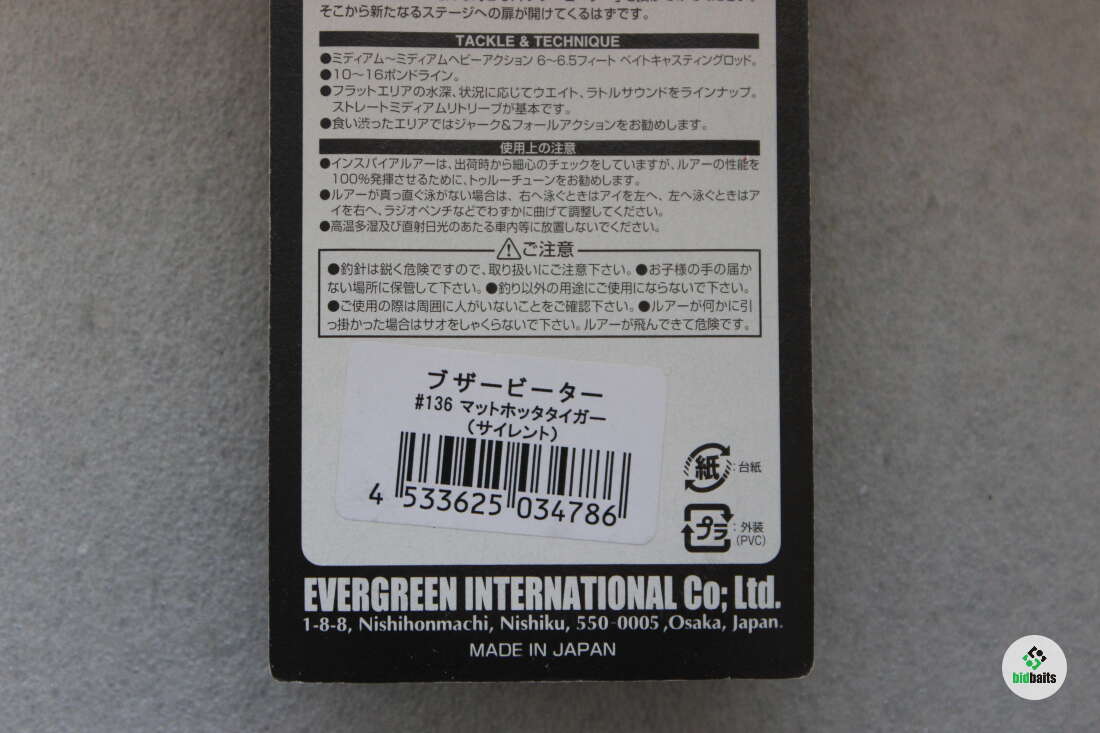 そこから新たなるステージへの扉が開けてくるはずです。
TACKLE & TECHNIQUE
●ミディアム〜ミディアムヘビーアクション 6〜6.5フィート ベイトキャスティングロッド。
●10〜16ポンドライン。
●フラットエリアの水深、状況に応じてウエイト、ラトルサウンドをラインナップ。
ストレートミディアムリトリーブが基本です。
●食い渋ったエリアではジャーク&フォールアクションをお勧めします。
使用上の注意
●インスパイアルアーは、出荷時から細心のチェックをしていますが、ルアーの性能を
100%発揮させるために、トゥルーチューンをお勧めします。
●ルアーが真っ直ぐ泳がない場合は、右へ泳ぐときはアイを左へ、左へ泳ぐときはア
イを右へ、ラジオペンチなどでわずかに曲げて調整してください。
●高温多湿及び直射日光のあたる車内等に放置しないでください。
ご注意
●釣針は鋭く危険ですので、取り扱いにご注意下さい。●お子様の手の届か
ない場所に保管して下さい。●釣り以外の用途にご使用にならないで下さい。
●ご使用の際は周囲に人がいないことをご確認下さい。●ルアーが何かに引
っ掛かった場合はサオをしゃくらないで下さい。ルアーが飛んできて危険です。
ブザービーター
#136 マットホッタタイガー
(サイレント)
4 533625 034786
紙:台紙
プラ:外装
(PVC)
EVERGREEN INTERNATIONAL Co; Ltd.
1-8-8, Nishihonmachi, Nishiku, 550-0005 ,Osaka, Japan.
MADE IN JAPAN
bidbaits